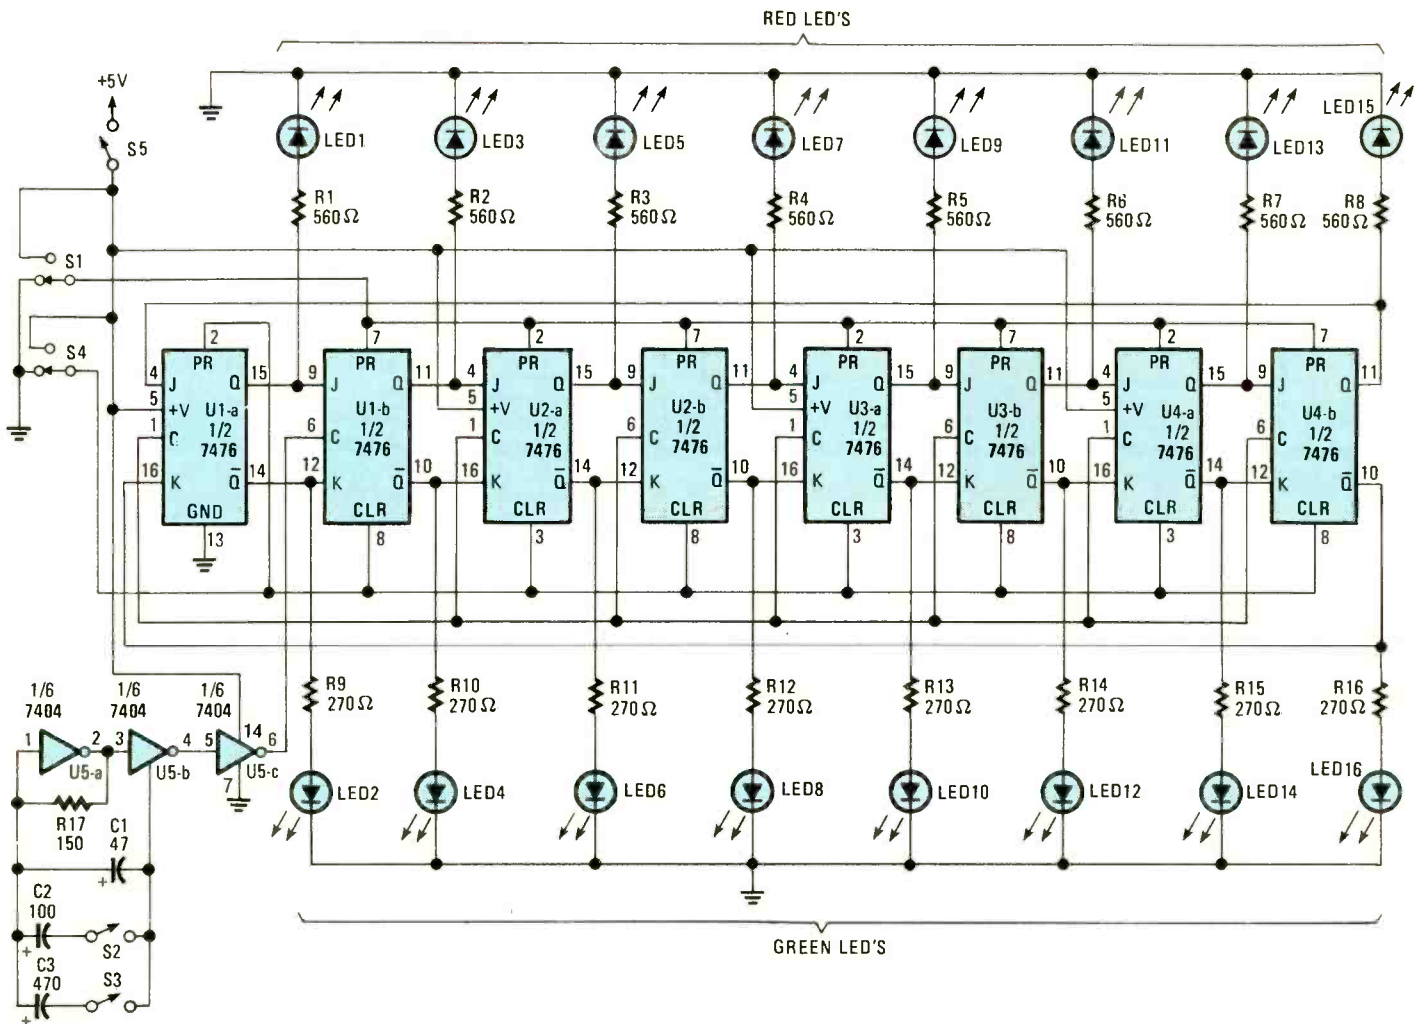 RED LED'S
+5V
S5
LED1
LED3
LED5
LED7
LED9
LED11
LED13
LED15
R1
560Ω
R2
560Ω
R3
560Ω
R4
560Ω
R5
560Ω
R6
560Ω
R7
560Ω
R8
560Ω
S1
S4
2
PR
4 J Q 15
5 +V U1-a
1/2
1 C 7476
16 K Q̅ 14
GND
13
7
PR
9 J Q 11
U1-b
6 1/2
C 7476
12 K Q̅ 10
CLR
8
2
PR
4 J Q 15
5 +V U2-a
1/2
1 C 7476
16 K Q̅ 14
CLR
3
7
PR
9 J Q 11
U2-b
6 1/2
C 7476
12 K Q̅ 10
CLR
8
2
PR
4 J Q 15
5 +V U3-a
1/2
1 C 7476
16 K Q̅ 14
CLR
3
7
PR
9 J Q 11
U3-b
6 1/2
C 7476
12 K Q̅ 10
CLR
8
2
PR
4 J Q 15
5 +V U4-a
1/2
1 C 7476
16 K Q̅ 14
CLR
3
7
PR
9 J Q 11
U4-b
6 1/2
C 7476
12 K Q̅ 10
CLR
8
1/6
7404
1/6
7404
1/6
7404
1 2 3 4 5 14 6
U5-a
U5-b
7 U5-c
R17
150
C1
47
+
C2
100
+
S2
C3
470
+
S3
R9
270Ω
R10
270Ω
R11
270Ω
R12
270Ω
R13
270Ω
R14
270Ω
R15
270Ω
R16
270Ω
LED2
LED4
LED6
LED8
LED10
LED12
LED14
LED16
GREEN LED'S